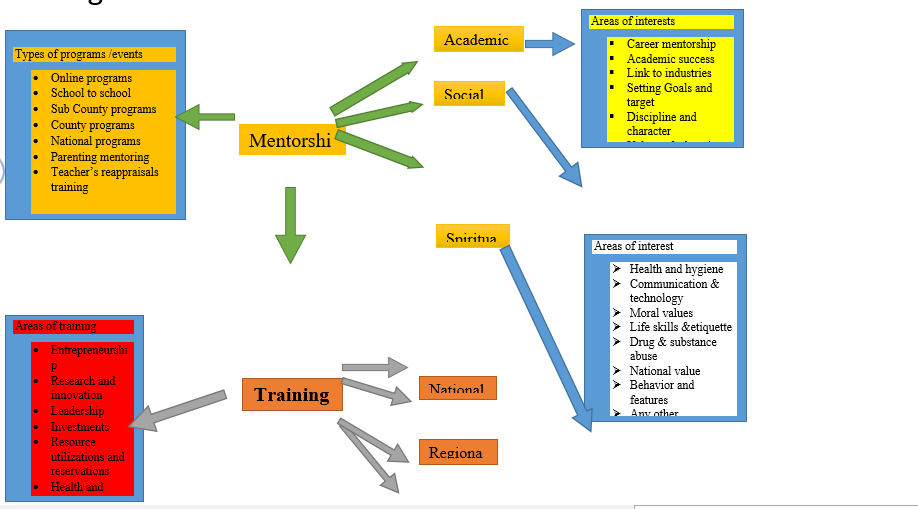 Types of programs /events
Online programs
School to school
Sub County programs
County programs
National programs
Parenting mentoring
Teacher's reappraisals
training
Mentorshi
Academic
Social
Spiritua
Areas of interests
Career mentorship
Academic success
Link to industries
Setting Goals and
target
Discipline and
character
Areas of interest
Health and hygiene
Communication &
technology
Moral values
Life skills &etiquette
Drug & substance
abuse
National value
Behavior and
features
Any other
Areas of training
Entrepreneurshi
p
Research and
innovation
Leadership
Investments
Resource
utilizations and
reservations
Health and
Training
National
Regiona